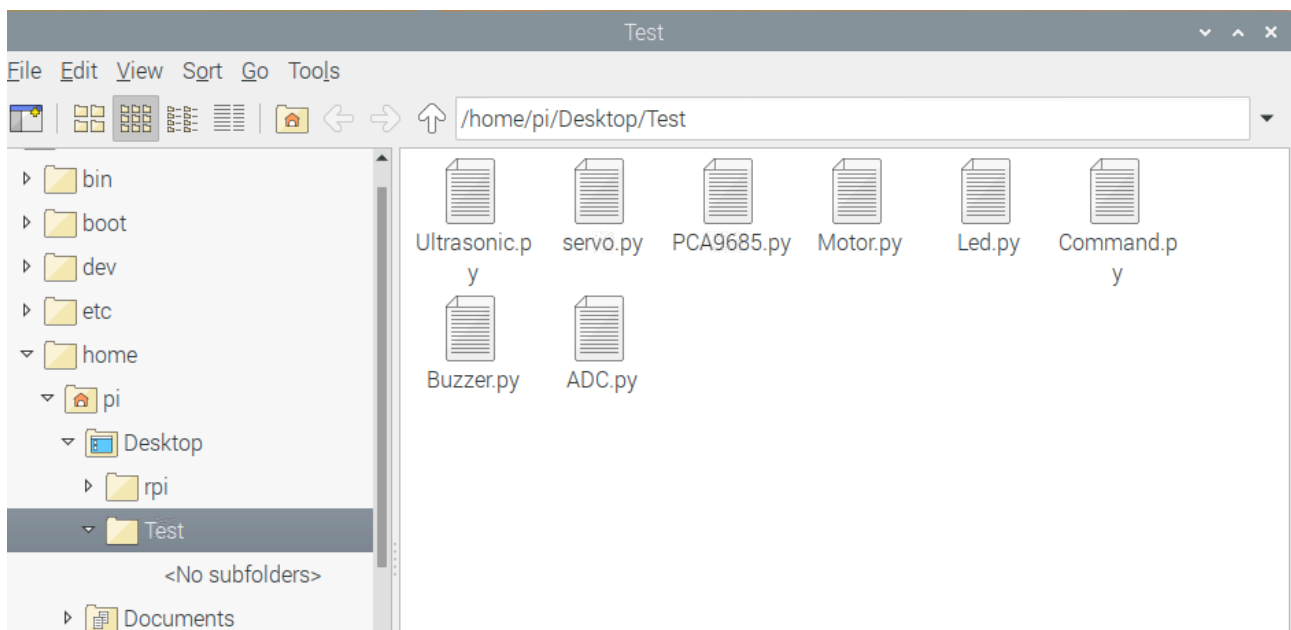 Test
File Edit View Sort Go Tools
/home/pi/Desktop/Test
bin
boot
dev
etc
home
pi
Desktop
rpi
Test
<No subfolders>
Documents
Ultrasonic.p
y
servo.py
PCA9685.py
Motor.py
Led.py
Command.p
y
Buzzer.py
ADC.py